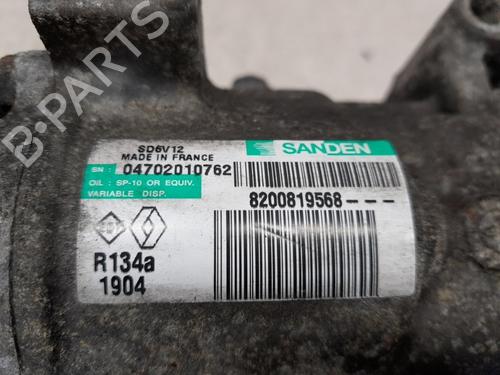 SD6V12
MADE IN FRANCE
SANDEN
SN : 04702010762
OIL : SP-10 OR EQUIV.
VARIABLE DISP.
8200819568---
R134a
1904
B-PARTS